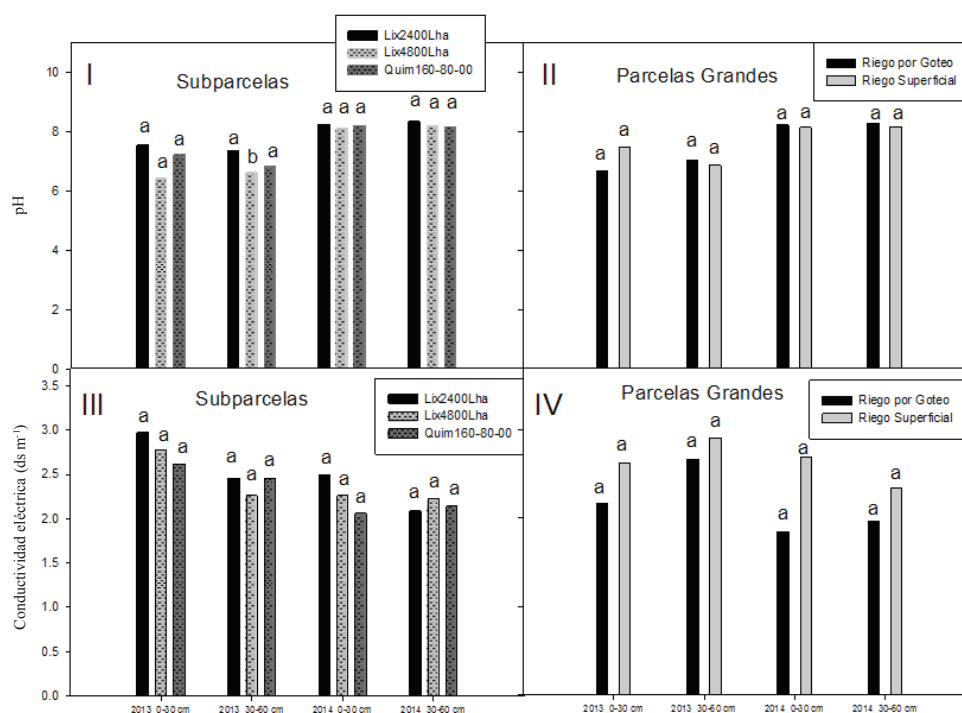 Lix2400Lha
Lix4800Lha
Quim160-80-00
Riego por Goteo
Riego Superficial
I
Subparcelas
II
Parcelas Grandes
10
8
6
4
2
0
pH
a a a
a b a
a a a
a a a
a a
a a
a a
a a
III
Subparcelas
Lix2400Lha
Lix4800Lha
Quim160-80-00
IV
Parcelas Grandes
Riego por Goteo
Riego Superficial
3.5
3.0
2.5
2.0
1.5
1.0
0.5
0.0
Conductividad eléctrica (ds m⁻¹)
a a a
a a a
a a a
a a a
a a
a a
a a
a a
2013 0-30 cm
2013 30-60 cm
2014 0-30 cm
2014 30-60 cm
2013 0-30 cm
2013 30-60 cm
2014 0-30 cm
2014 30-60 cm